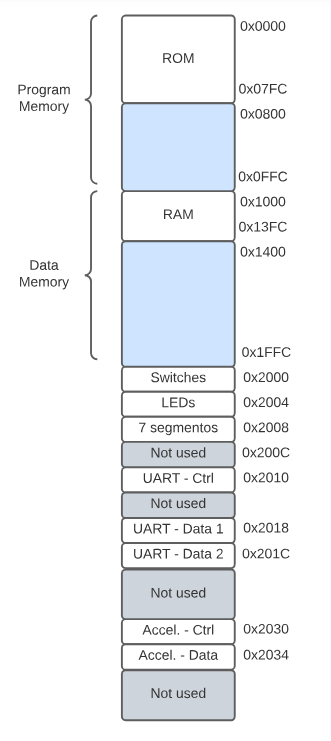 0x0000
ROM
Program
Memory
0x07FC
0x0800
0x0FFC
0x1000
RAM
0x13FC
0x1400
Data
Memory
0x1FFC
Switches 0x2000
LEDs 0x2004
7 segmentos 0x2008
Not used 0x200C
UART - Ctrl 0x2010
Not used
UART - Data 1 0x2018
UART - Data 2 0x201C
Not used
Accel. - Ctrl 0x2030
Accel. - Data 0x2034
Not used